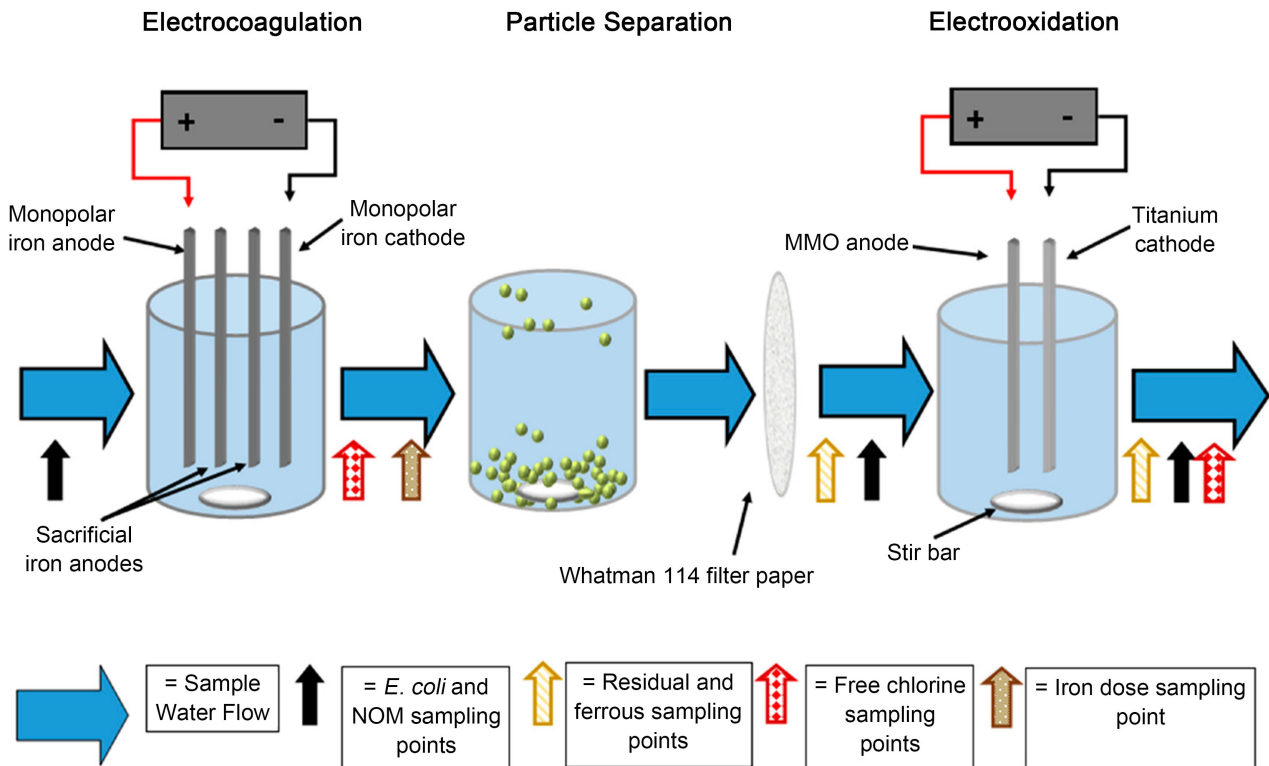 Electrocoagulation
Particle Separation
Electrooxidation
+ -
+ -
Monopolar
iron anode
Monopolar
iron cathode
MMO anode
Titanium
cathode
Sacrificial
iron anodes
Whatman 114 filter paper
Stir bar
= Sample
Water Flow
= E. coli and
NOM sampling
points
= Residual and
ferrous sampling
points
= Free chlorine
sampling
points
= Iron dose sampling
point